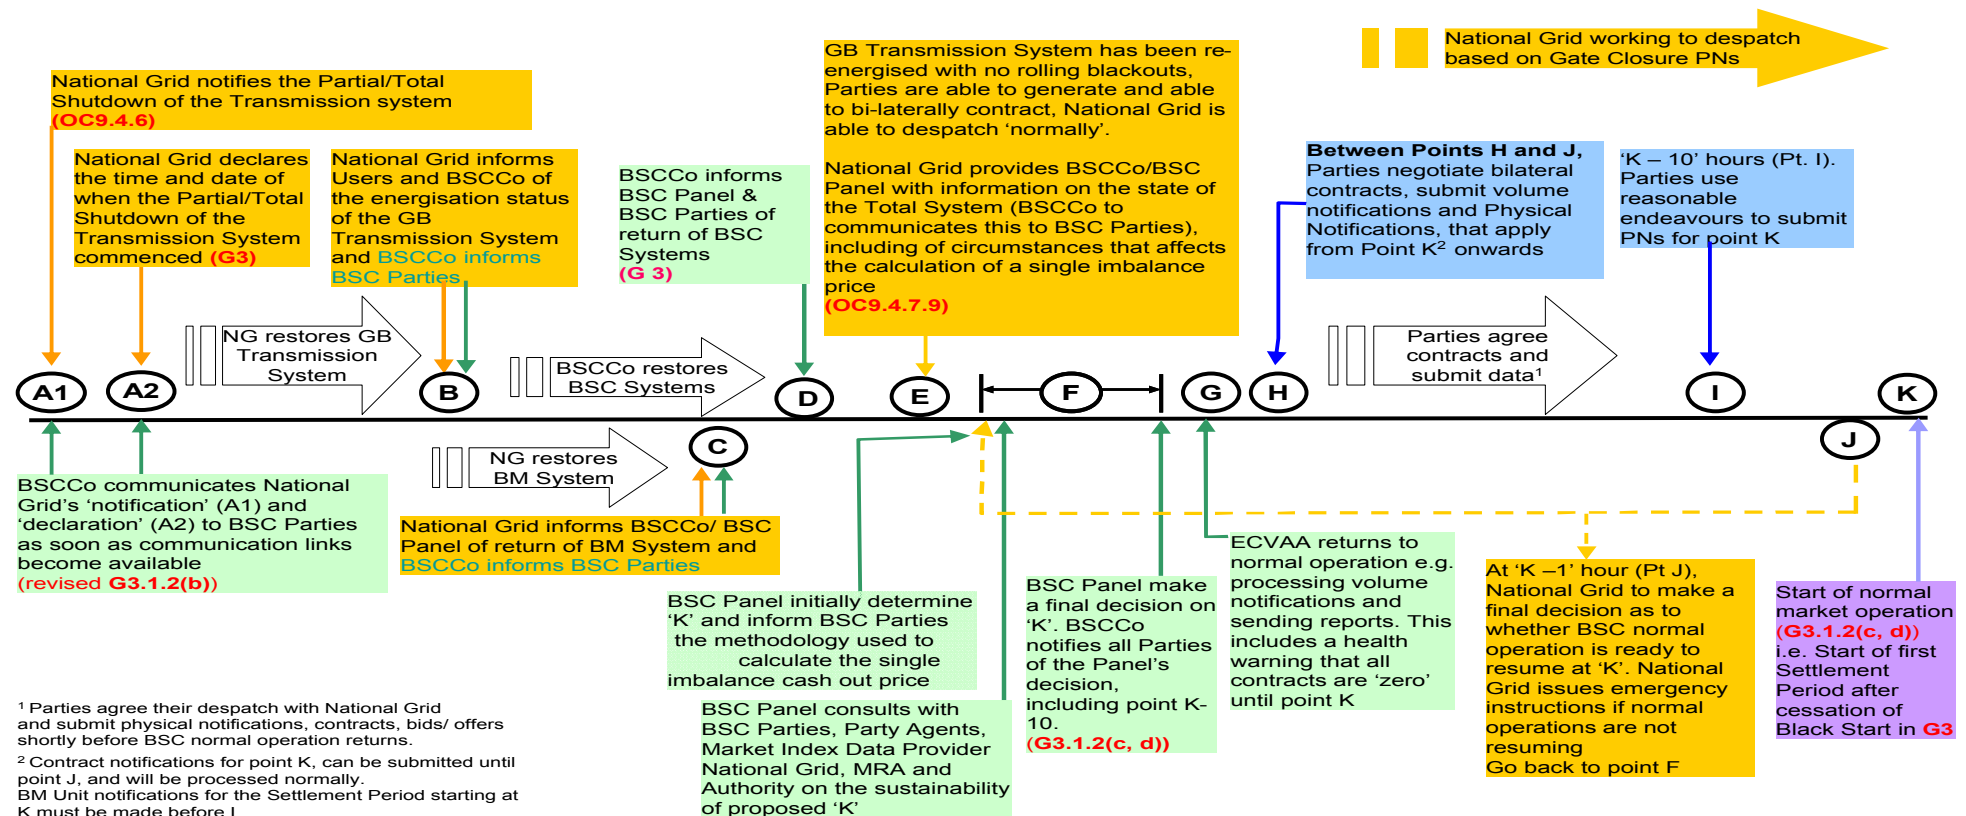 National Grid notifies the Partial/Total
Shutdown of the Transmission system
(OC9.4.6)
National Grid declares
the time and date of
when the Partial/Total
Shutdown of the
Transmission System
commenced (G3)
National Grid informs
Users and BSCCo of
the energisation status
of the GB
Transmission System
and BSCCo informs
BSC Parties
BSCCo informs
BSC Panel &
BSC Parties of
return of BSC
Systems
(G 3)
GB Transmission System has been re-
energised with no rolling blackouts,
Parties are able to generate and able
to bi-laterally contract, National Grid is
able to despatch ‘normally’.
National Grid provides BSCCo/BSC
Panel with information on the state of
the Total System (BSCCo to
communicates this to BSC Parties),
including of circumstances that affects
the calculation of a single imbalance
price
(OC9.4.7.9)
National Grid working to despatch
based on Gate Closure PNs
Between Points H and J,
Parties negotiate bilateral
contracts, submit volume
notifications and Physical
Notifications, that apply
from Point K² onwards
‘K – 10’ hours (Pt. I).
Parties use
reasonable
endeavours to submit
PNs for point K
NG restores GB
Transmission
System
BSCCo restores
BSC Systems
Parties agree
contracts and
submit data¹
A1
A2
B
D
E
F
G
H
I
K
NG restores
BM System
C
J
BSCCo communicates National
Grid’s ‘notification’ (A1) and
‘declaration’ (A2) to BSC Parties
as soon as communication links
become available
(revised G3.1.2(b))
National Grid informs BSCCo/ BSC
Panel of return of BM System and
BSCCo informs BSC Parties
BSC Panel initially determine
‘K’ and inform BSC Parties
the methodology used to
calculate the single
imbalance cash out price
BSC Panel consults with
BSC Parties, Party Agents,
Market Index Data Provider
National Grid, MRA and
Authority on the sustainability
of proposed ‘K’
BSC Panel make
a final decision on
‘K’. BSCCo
notifies all Parties
of the Panel’s
decision,
including point K-
10.
(G3.1.2(c, d))
ECVAA returns to
normal operation e.g.
processing volume
notifications and
sending reports. This
includes a health
warning that all
contracts are ‘zero’
until point K
At ‘K –1’ hour (Pt J),
National Grid to make a
final decision as to
whether BSC normal
operation is ready to
resume at ‘K’. National
Grid issues emergency
instructions if normal
operations are not
resuming
Go back to point F
Start of normal
market operation
(G3.1.2(c, d))
i.e. Start of first
Settlement
Period after
cessation of
Black Start in G3
¹ Parties agree their despatch with National Grid
and submit physical notifications, contracts, bids/ offers
shortly before BSC normal operation returns.
² Contract notifications for point K, can be submitted until
point J, and will be processed normally.
BM Unit notifications for the Settlement Period starting at
K must be made before I